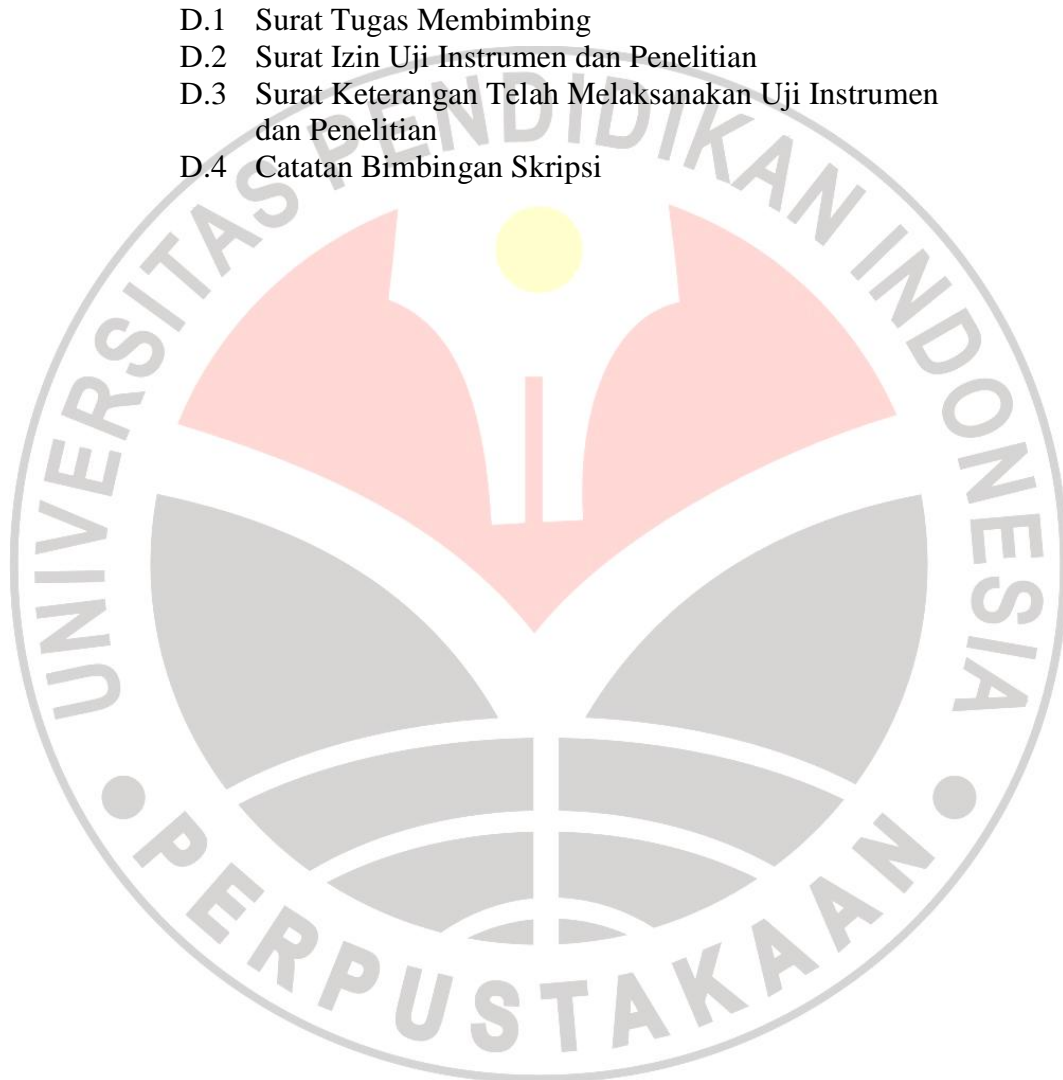 D.1 Surat Tugas Membimbing
D.2 Surat Izin Uji Instrumen dan Penelitian
D.3 Surat Keterangan Telah Melaksanakan Uji Instrumen
dan Penelitian
D.4 Catatan Bimbingan Skripsi
UNIVERSITAS PENDIDIKAN INDONESIA
PERPUSTAKAAN